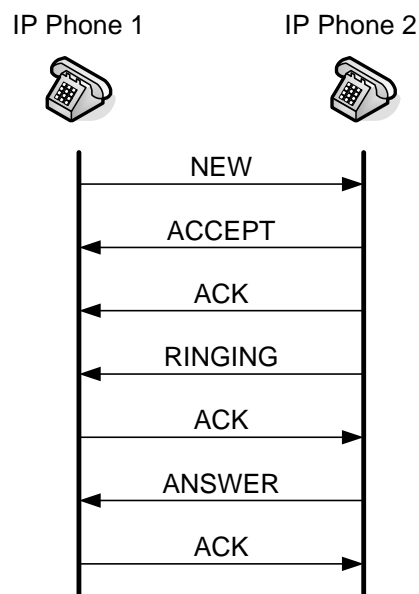 IP Phone 1
IP Phone 2
NEW
ACCEPT
ACK
RINGING
ACK
ANSWER
ACK